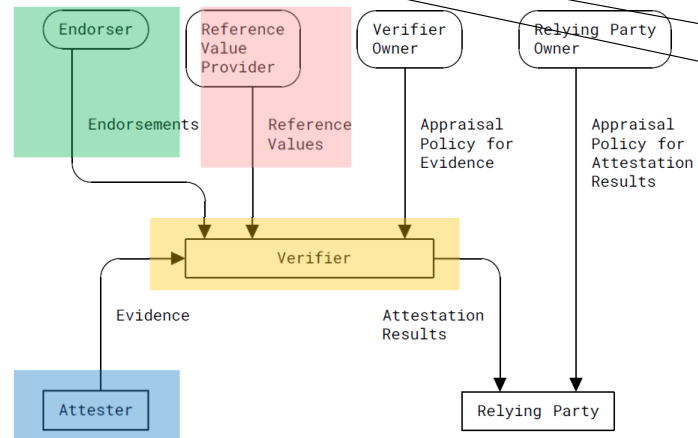 Endorser
Reference
Value
Provider
Verifier
Owner
Relying Party
Owner
Endorsements
Reference
Values
Appraisal
Policy for
Evidence
Appraisal
Policy for
Attestation
Results
Verifier
Evidence
Attestation
Results
Attester
Relying Party